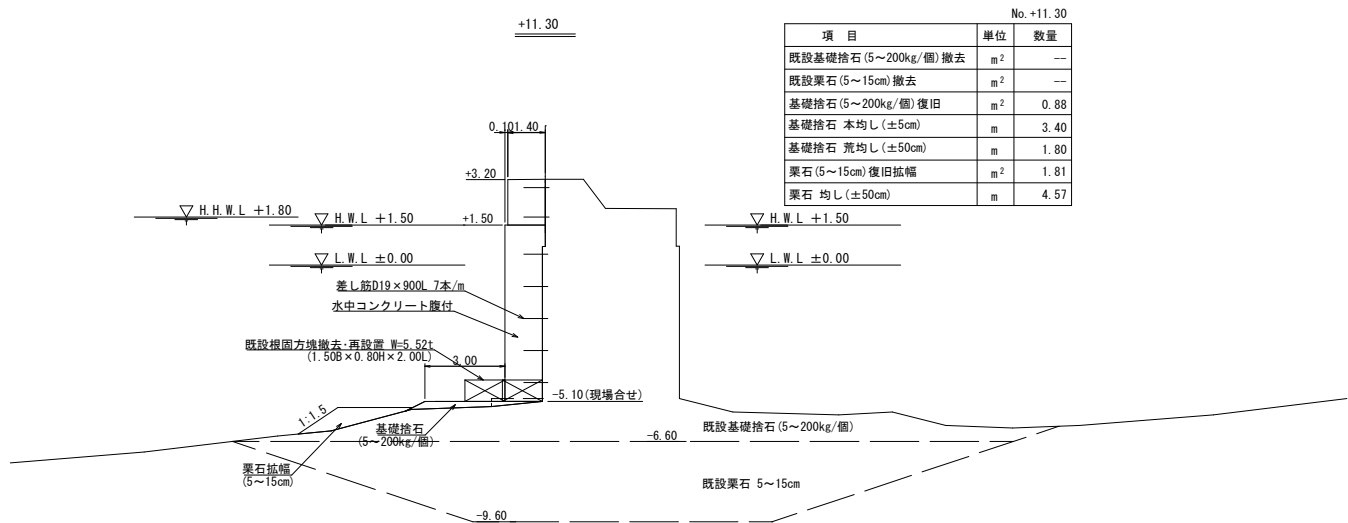 +11.30
No.+11.30
項 目 単位 数量
既設基礎捨石(5～200kg/個)撤去 m² --
既設栗石(5～15cm)撤去 m² --
基礎捨石(5～200kg/個)復旧 m² 0.88
基礎捨石 本均し(±5cm) m 3.40
基礎捨石 荒均し(±50cm) m 1.80
栗石(5～15cm)復旧拡幅 m² 1.81
栗石 均し(±50cm) m 4.57
0.10 1.40
+3.20
H.H.W.L +1.80
H.W.L +1.50
+1.50
H.W.L +1.50
L.W.L ±0.00
L.W.L ±0.00
差し筋D19×900L 7本/m
水中コンクリート腹付
既設根固方塊撤去･再設置 W=5.52t
(1.50B×0.80H×2.00L)
3.00
-5.10(現場合せ)
1:1.5
基礎捨石
(5～200kg/個)
既設基礎捨石(5～200kg/個)
-6.60
栗石拡幅
(5～15cm)
既設栗石 5～15cm
-9.60